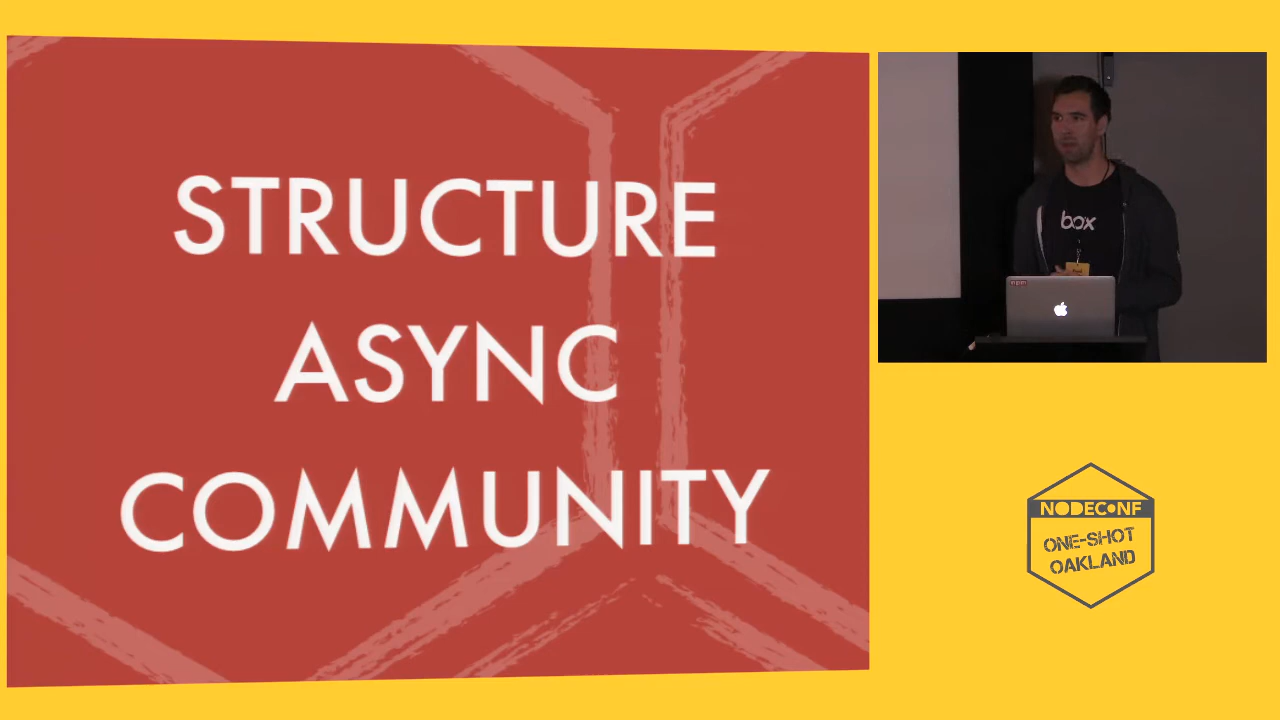 STRUCTURE
ASYNC
COMMUNITY
box
NODECONF
ONE-SHOT
OAKLAND